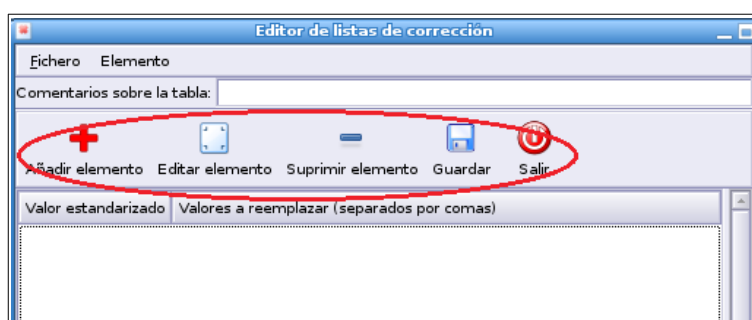 Editor de listas de corrección
Fichero Elemento
Comentarios sobre la tabla:
Añadir elemento Editar elemento Suprimir elemento Guardar Salir
Valor estandarizado Valores a reemplazar (separados por comas)